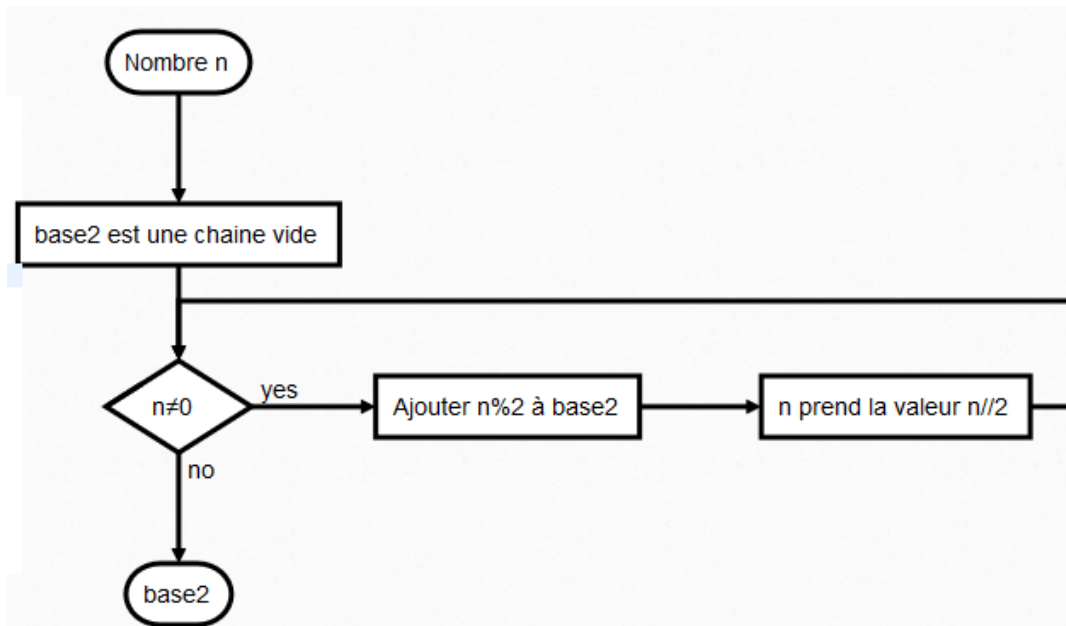 Nombre n
base2 est une chaine vide
n≠0
yes
Ajouter n%2 à base2
n prend la valeur n//2
no
base2